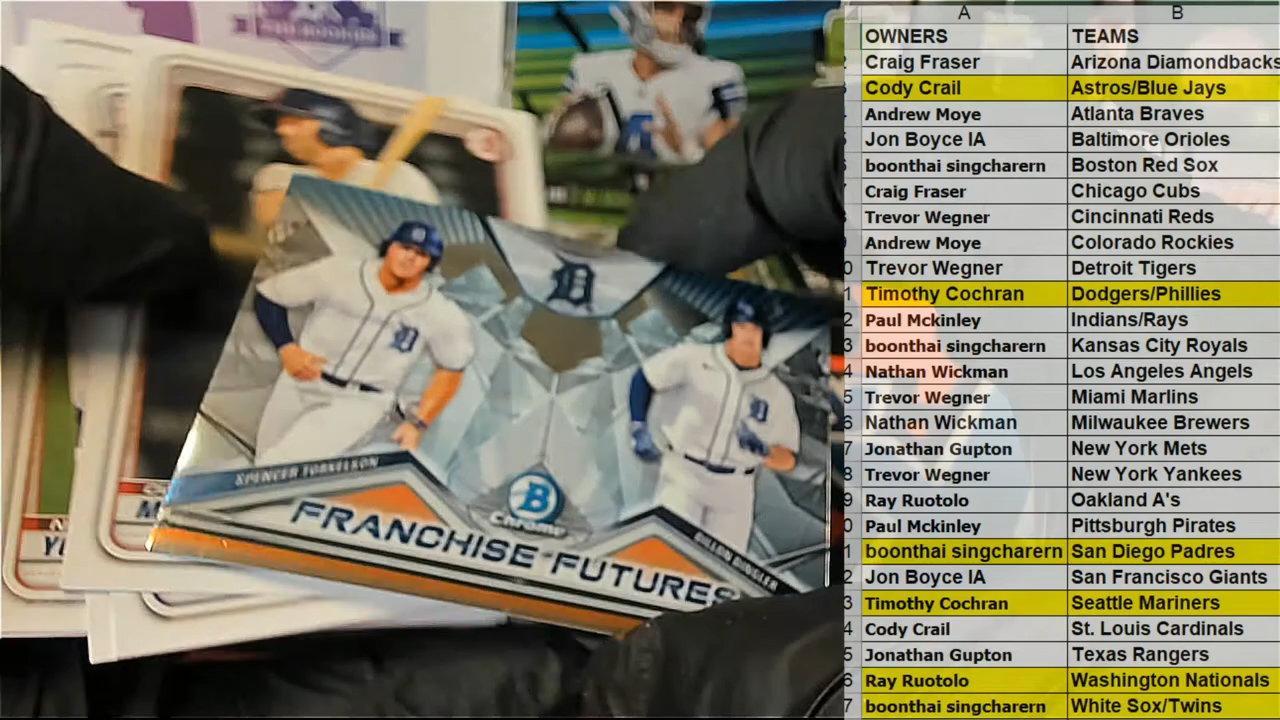 PRO ROOKIES
D
SPENCER TORKELSON
B
Chrome
DILLON DINGLER
FRANCHISE FUTURES
A B
OWNERS TEAMS
Craig Fraser Arizona Diamondbacks
Cody Crail Astros/Blue Jays
Andrew Moye Atlanta Braves
Jon Boyce IA Baltimore Orioles
boonthai singcharern Boston Red Sox
Craig Fraser Chicago Cubs
Trevor Wegner Cincinnati Reds
Andrew Moye Colorado Rockies
Trevor Wegner Detroit Tigers
Timothy Cochran Dodgers/Phillies
Paul Mckinley Indians/Rays
boonthai singcharern Kansas City Royals
Nathan Wickman Los Angeles Angels
Trevor Wegner Miami Marlins
Nathan Wickman Milwaukee Brewers
Jonathan Gupton New York Mets
Trevor Wegner New York Yankees
Ray Ruotolo Oakland A's
Paul Mckinley Pittsburgh Pirates
boonthai singcharern San Diego Padres
Jon Boyce IA San Francisco Giants
Timothy Cochran Seattle Mariners
Cody Crail St. Louis Cardinals
Jonathan Gupton Texas Rangers
Ray Ruotolo Washington Nationals
boonthai singcharern White Sox/Twins